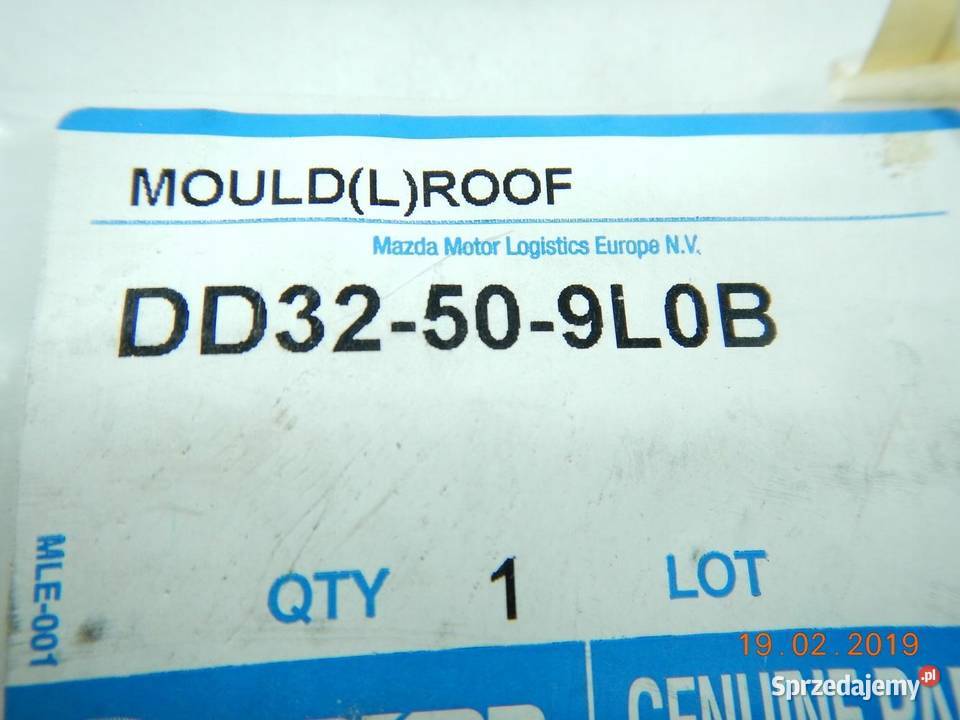 MOULD(L)ROOF
Mazda Motor Logistics Europe N.V.
DD32-50-9L0B
MLE-001
QTY 1 LOT
19.02.2019
GENUINE
Sprzedajemy.pl